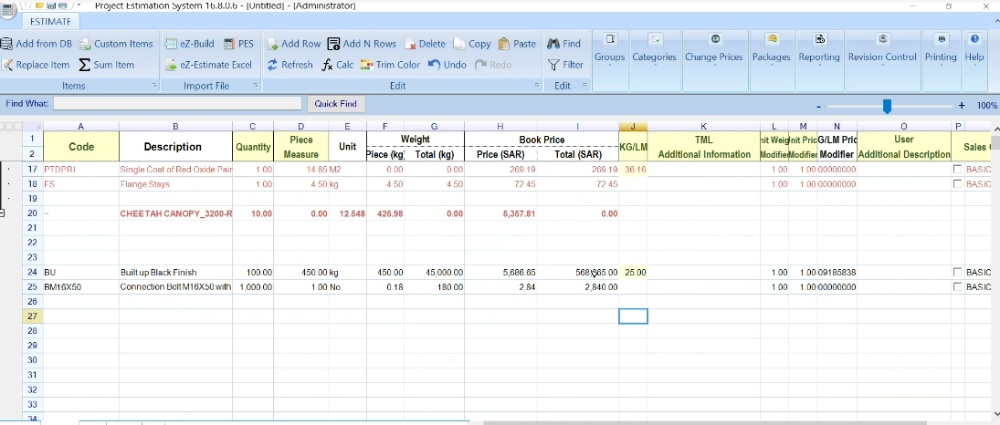 Project Estimation System 16.8.0.6 - [Untitled] - (Administrator)
ESTIMATE
Add from DB Custom Items eZ-Build PES Add Row Add N Rows Delete Copy Paste Find
Replace Item Sum Item eZ-Estimate Excel Refresh Calc Trim Color Undo Redo Filter
Groups Categories Change Prices Packages Reporting Revision Control Printing Help
Items Import File Edit Edit
Find What: Quick Find - + 100%
A B C D E F G H I J K L M N O P
1 Code Description Quantity Piece Unit Weight Book Price KG/LM TML nit Weig nit Pric G/LM Pric User Sales
2 Measure Piece (kg Total (kg) Price (SAR) Total (SAR) Additional Information Modifier Modifier Modifier Additional Description
17 PTDPRI Single Coat of Red Oxide Pair 1.00 14.85 M2 0.00 0.00 269.19 269.19 36.16 1.00 1.00 00000000 BASIC
18 FS Flange Stays 1.00 4.50 kg 4.50 4.50 72.45 72.45 1.00 1.00 00000000 BASIC
19
20 ~ CHEETAH CANOPY_3200-R 10.00 0.00 12.648 426.98 0.00 5,357.81 0.00
21
22
23
24 BU Built up Black Finish 100.00 450.00 kg 450.00 45,000.00 5,686.65 25.00 1.00 1.00 09185838 BASIC
25 BM16X50 Connection Bolt M16X50 with 1,000.00 1.00 No 0.18 180.00 2.84 2,840.00 1.00 1.00 00000000 BASIC
26
27
28
29
30
31
32
33
34